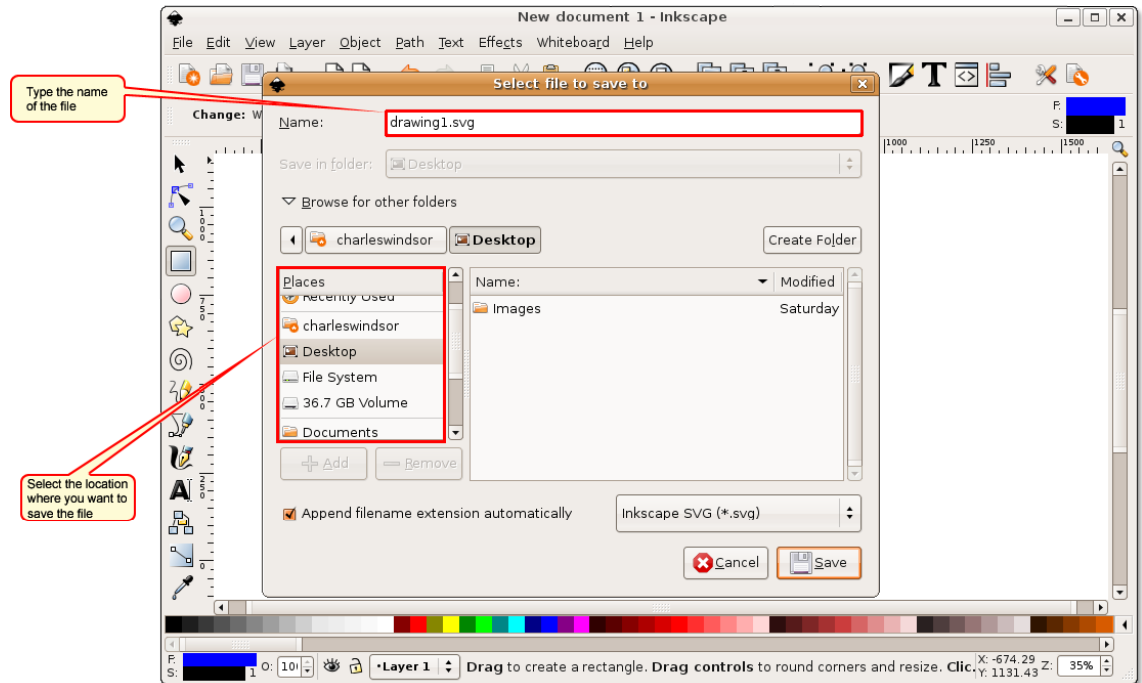 New document 1 - Inkscape
File Edit View Layer Object Path Text Effects Whiteboard Help
Type the name
of the file
Select file to save to
Change:
F:
S: 1
Name: drawing1.svg
1000 1250 1500
Save in folder: Desktop
Browse for other folders
charleswindsor Desktop Create Folder
Places
Recently Used
charleswindsor
Desktop
File System
36.7 GB Volume
Documents
Name: Modified
Images Saturday
Add Remove
Select the location
where you want to
save the file
Append filename extension automatically Inkscape SVG (*.svg)
Cancel Save
F:
S: 1
O: Layer 1 Drag to create a rectangle. Drag controls to round corners and resize. Clic. X: -674.29 Z: 35%
Y: 1131.43